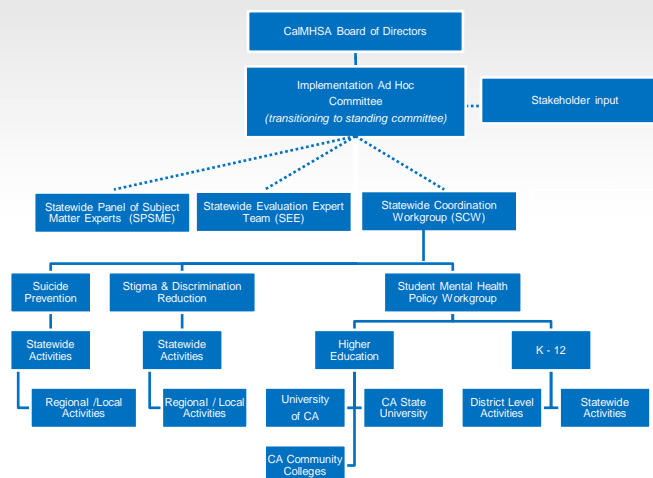 CalMHSA Board of Directors
Implementation Ad Hoc
Committee
(transitioning to standing committee)
Stakeholder input
Statewide Panel of Subject
Matter Experts (SPSME)
Statewide Evaluation Expert
Team (SEE)
Statewide Coordination
Workgroup (SCW)
Suicide
Prevention
Stigma & Discrimination
Reduction
Student Mental Health
Policy Workgroup
Statewide
Activities
Statewide
Activities
Higher
Education
K - 12
Regional /Local
Activities
Regional / Local
Activities
University
of CA
CA State
University
District Level
Activities
Statewide
Activities
CA Community
Colleges